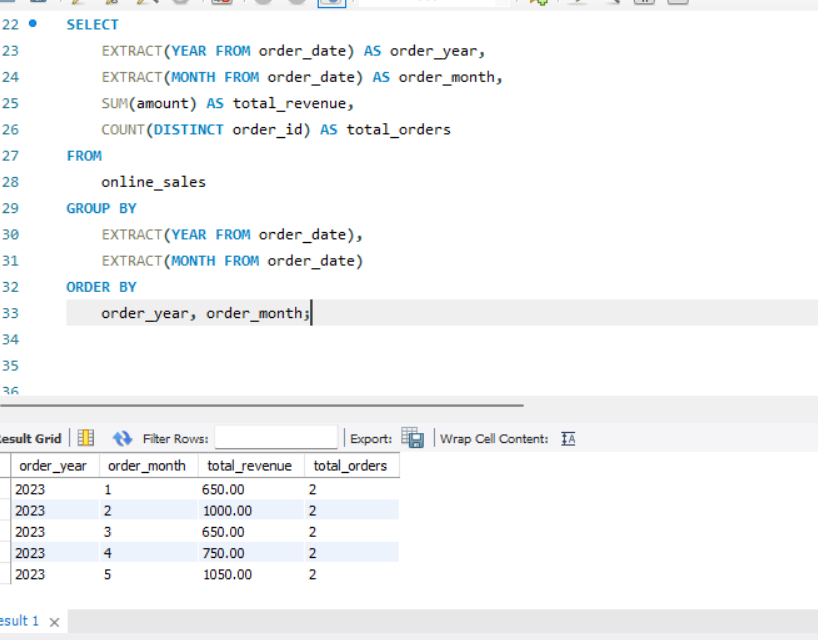 22 SELECT
23 EXTRACT(YEAR FROM order_date) AS order_year,
24 EXTRACT(MONTH FROM order_date) AS order_month,
25 SUM(amount) AS total_revenue,
26 COUNT(DISTINCT order_id) AS total_orders
27 FROM
28 online_sales
29 GROUP BY
30 EXTRACT(YEAR FROM order_date),
31 EXTRACT(MONTH FROM order_date)
32 ORDER BY
33 order_year, order_month;
34
35
36
esult Grid Filter Rows: Export: Wrap Cell Content: IA
order_year order_month total_revenue total_orders
2023 1 650.00 2
2023 2 1000.00 2
2023 3 650.00 2
2023 4 750.00 2
2023 5 1050.00 2
esult 1 ×